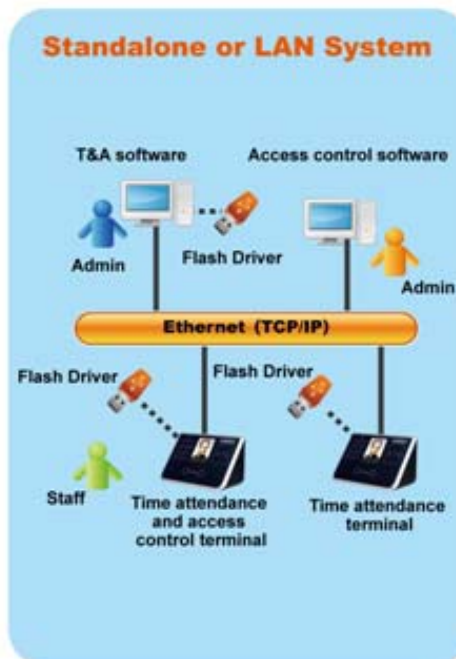 Standalone or LAN System
T&A software
Access control software
Admin
Flash Driver
Admin
Ethernet (TCP/IP)
Flash Driver
Flash Driver
Staff
Time attendance
and access
control terminal
Time attendance
terminal